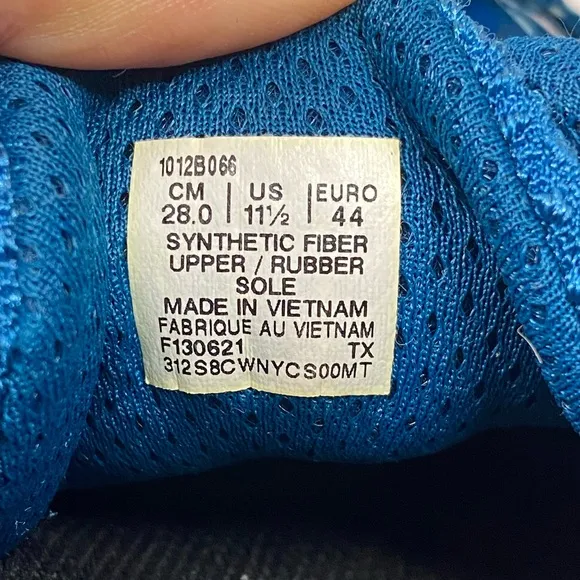 1012B066
CM | US | EURO
28.0 | 11½ | 44
SYNTHETIC FIBER
UPPER / RUBBER
SOLE
MADE IN VIETNAM
FABRIQUE AU VIETNAM
F130621 TX
312S8CWNYCS00MT